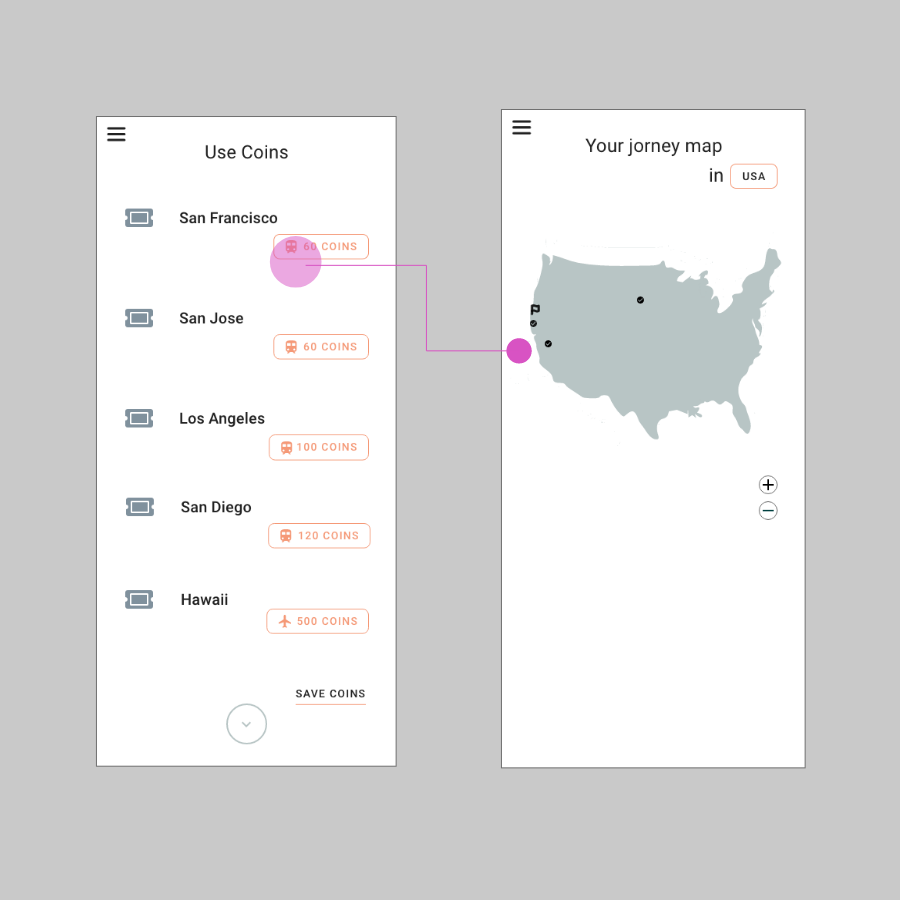 Use Coins
San Francisco
60 COINS
San Jose
60 COINS
Los Angeles
100 COINS
San Diego
120 COINS
Hawaii
500 COINS
SAVE COINS
Your jorney map
in USA